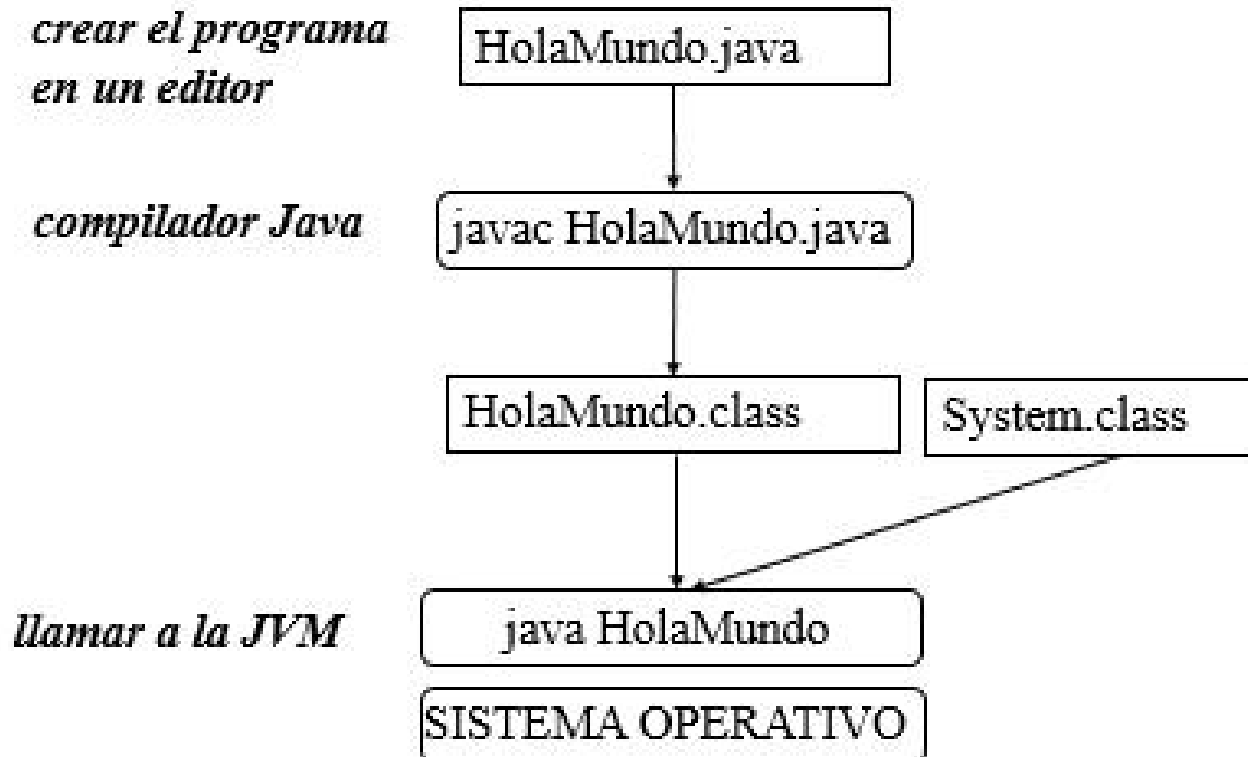 crear el programa
en un editor
HolaMundo.java
compilador Java
javac HolaMundo.java
HolaMundo.class
System.class
llamar a la JVM
java HolaMundo
SISTEMA OPERATIVO